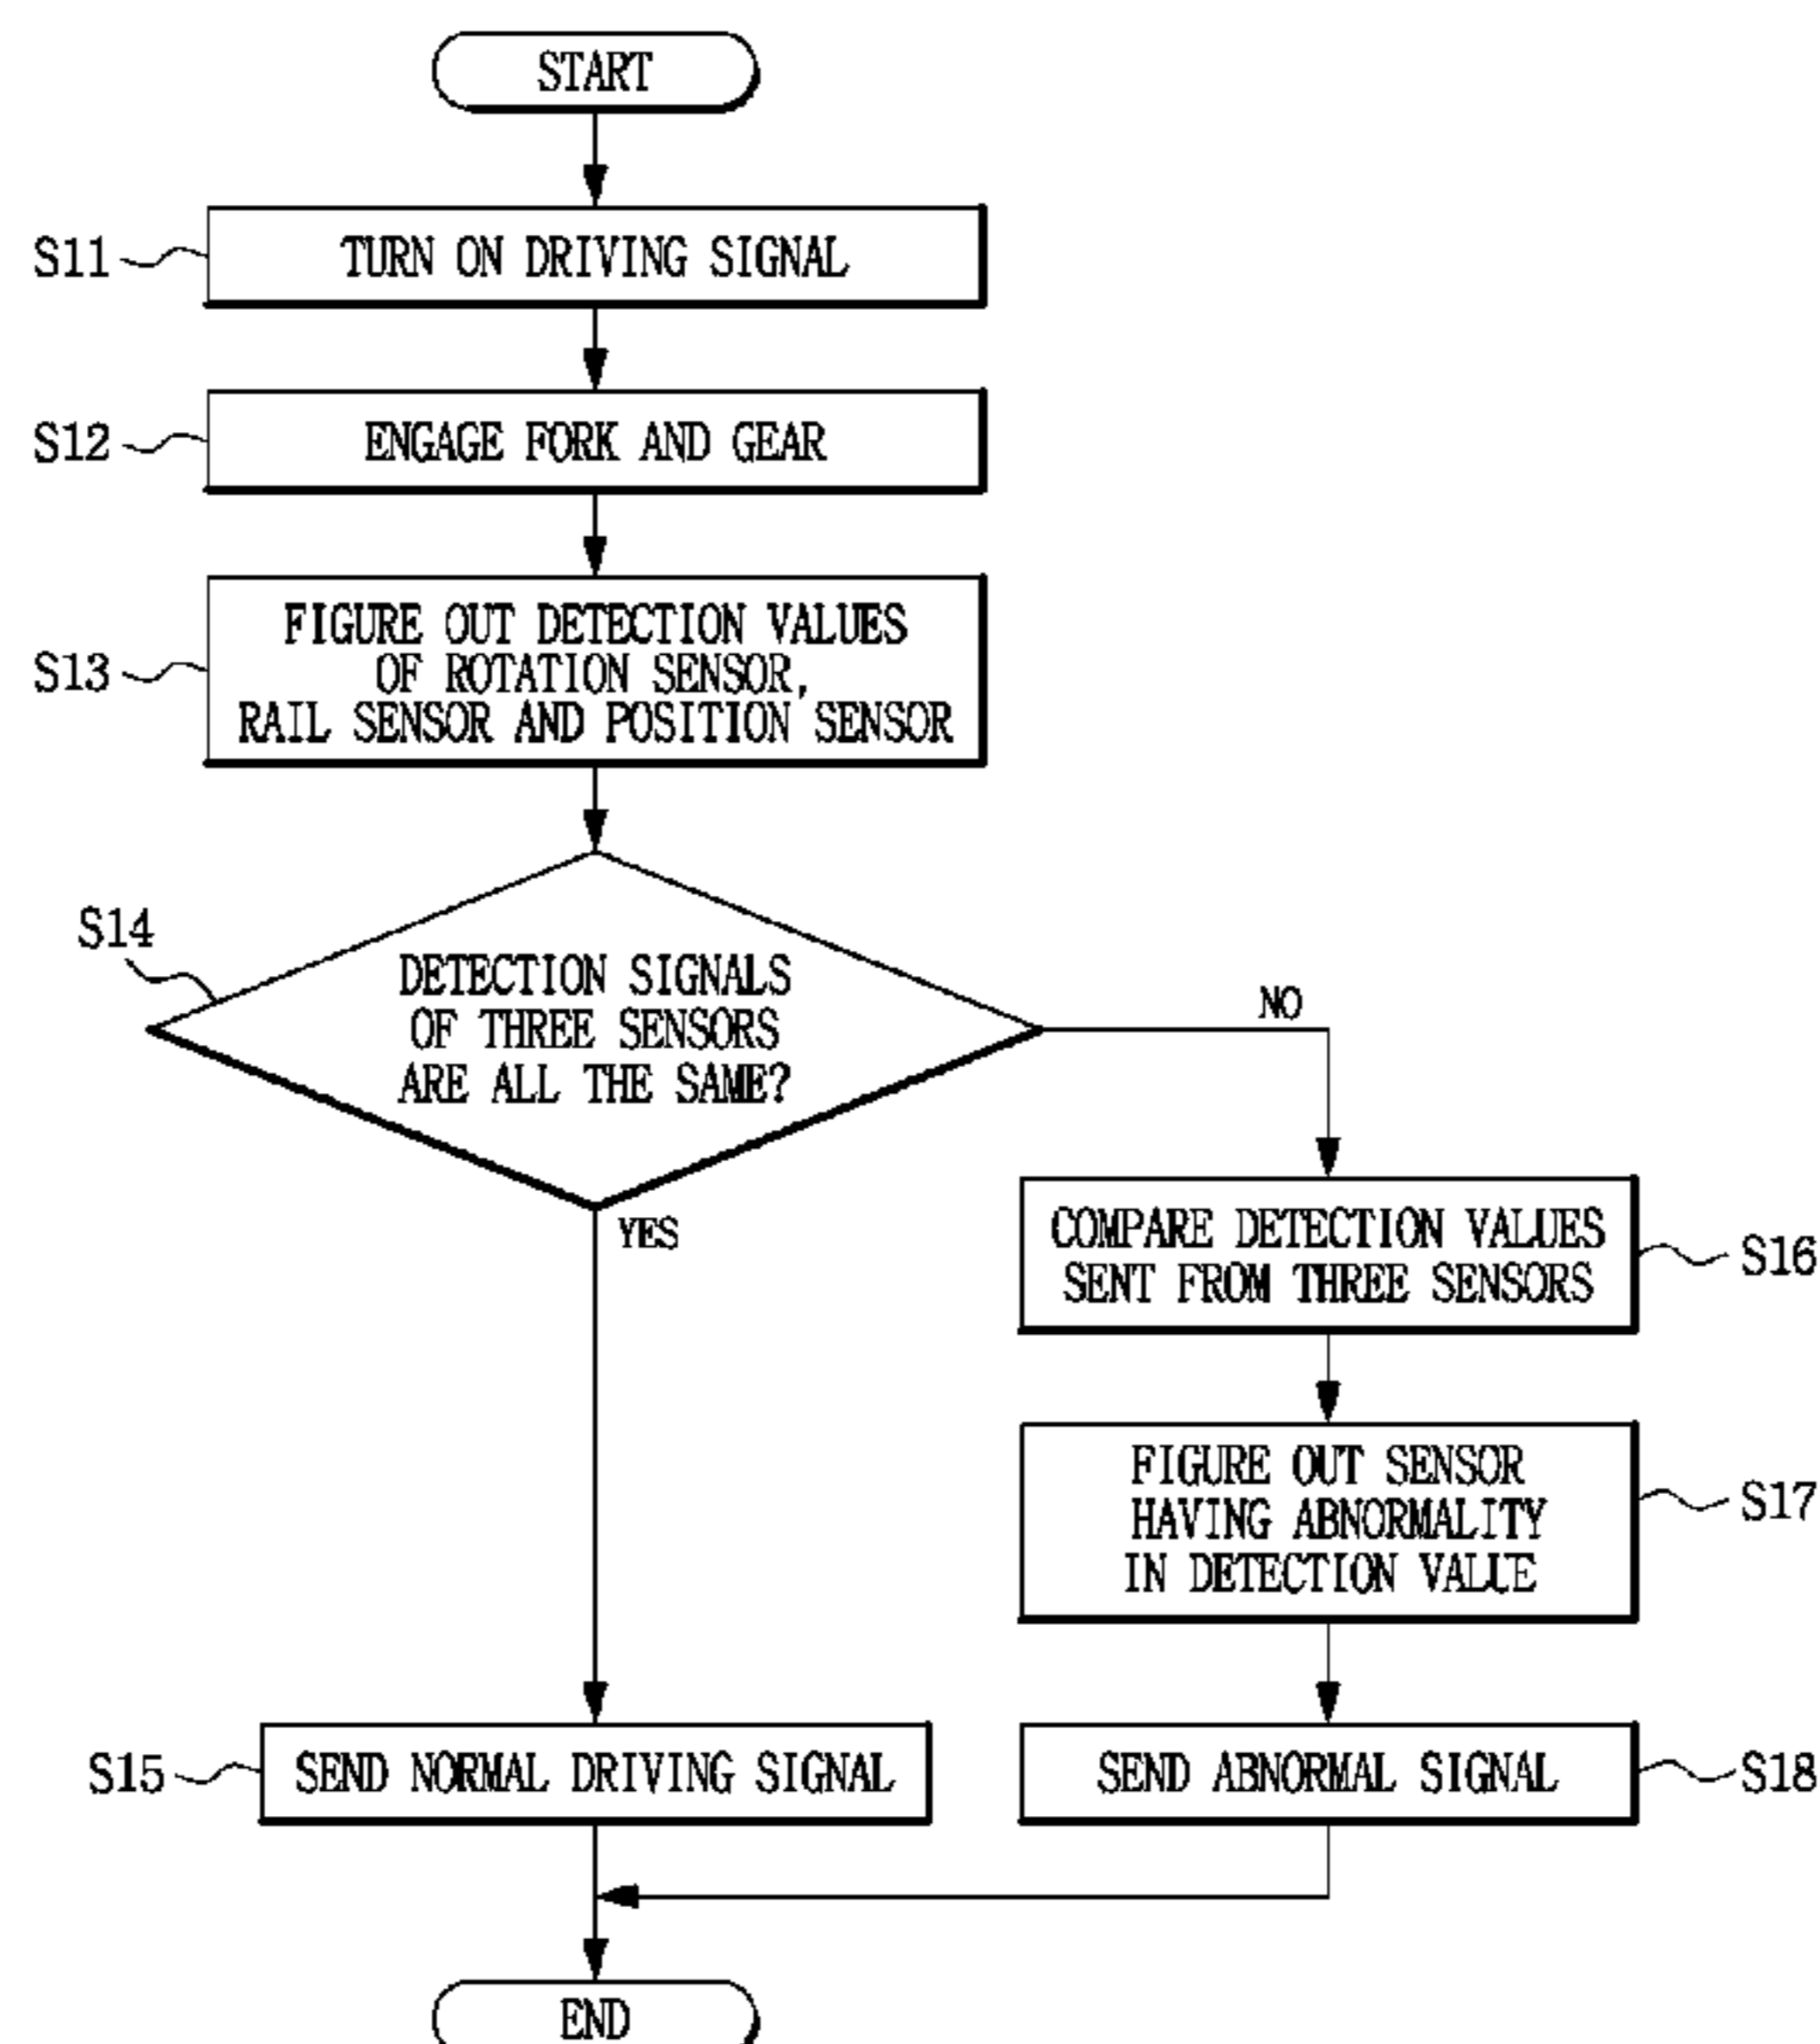 START
S11
TURN ON DRIVING SIGNAL
S12
ENGAGE FORK AND GEAR
S13
FIGURE OUT DETECTION VALUES
OF ROTATION SENSOR,
RAIL SENSOR AND POSITION SENSOR
S14
DETECTION SIGNALS
OF THREE SENSORS
ARE ALL THE SAME?
NO
YES
COMPARE DETECTION VALUES
SENT FROM THREE SENSORS
S16
FIGURE OUT SENSOR
HAVING ABNORMALITY
IN DETECTION VALUE
S17
S15
SEND NORMAL DRIVING SIGNAL
SEND ABNORMAL SIGNAL
S18
END